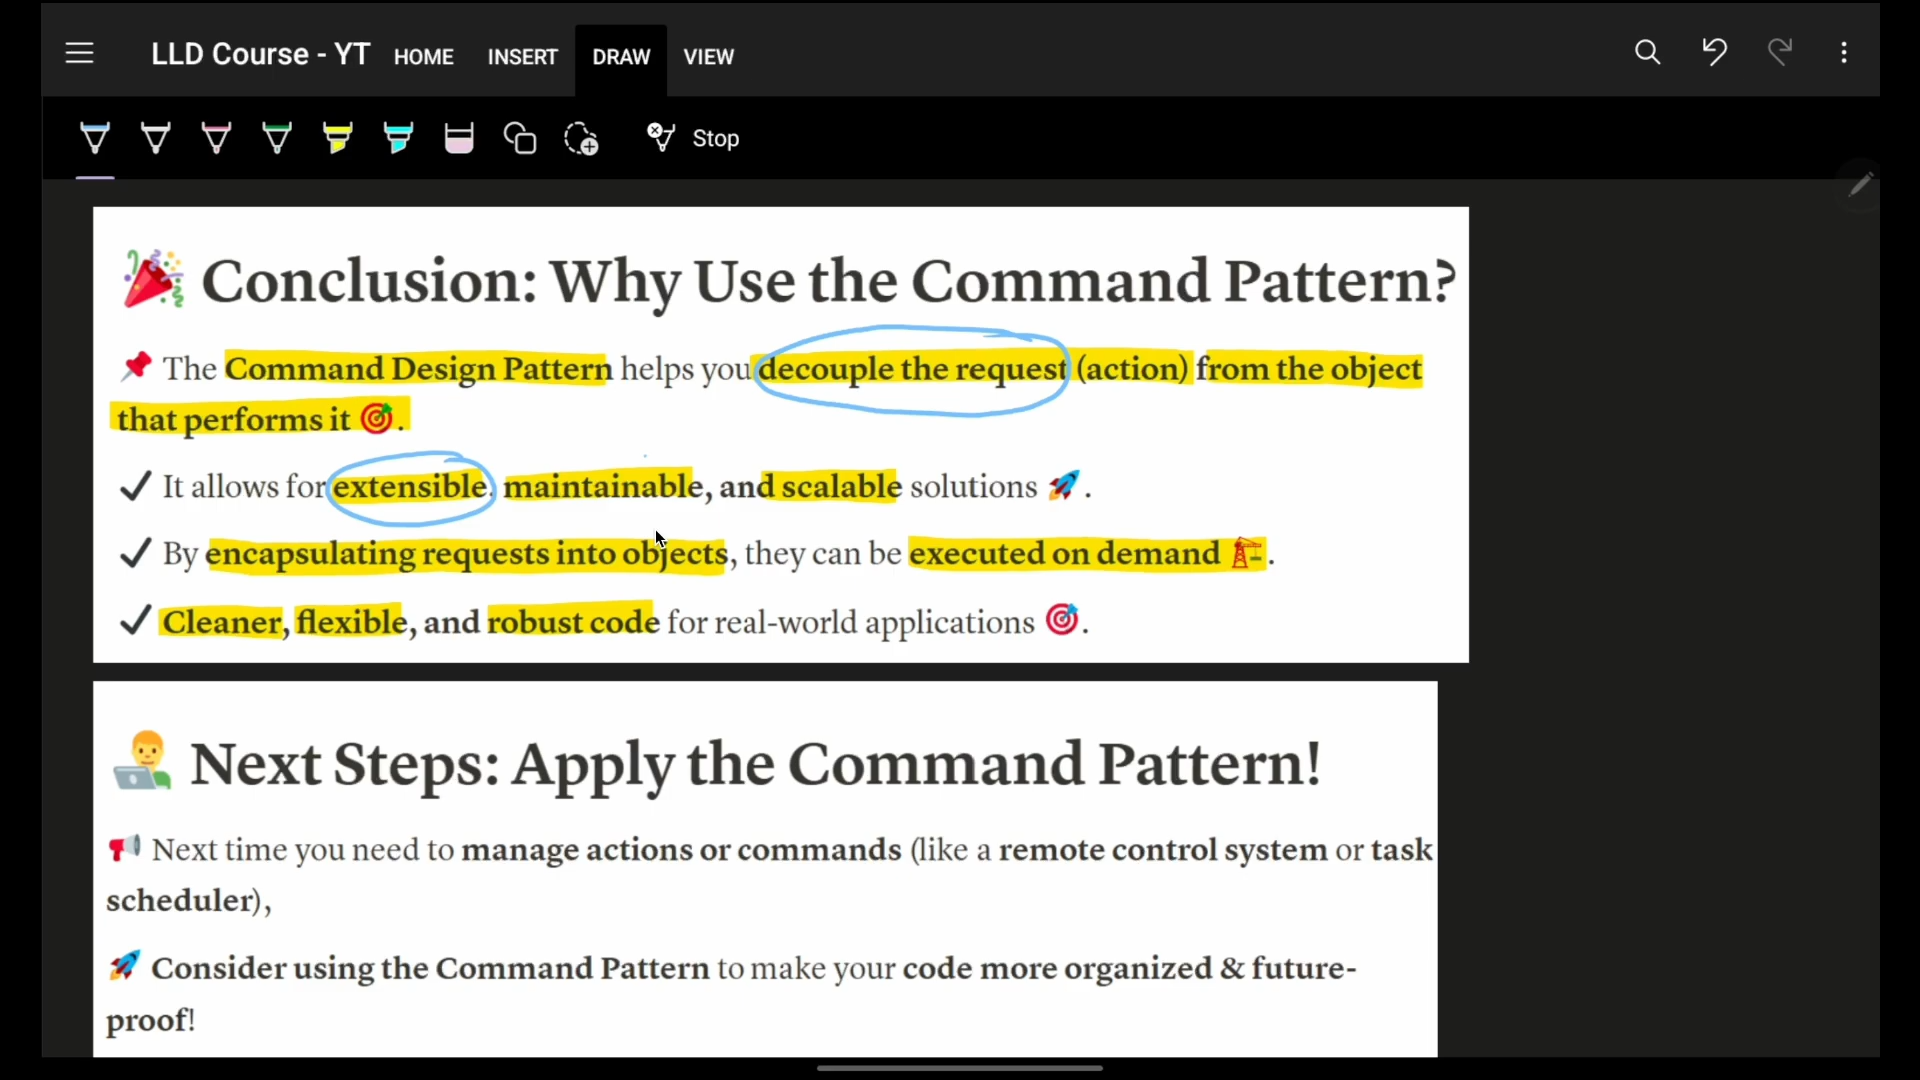 LLD Course - YT HOME INSERT DRAW VIEW
Stop
Conclusion: Why Use the Command Pattern?
The Command Design Pattern helps you decouple the request (action) from the object
that performs it 🎯.
✔ It allows for extensible, maintainable, and scalable solutions 🚀.
✔ By encapsulating requests into objects, they can be executed on demand 🏗.
✔ Cleaner, flexible, and robust code for real-world applications 🎯.
Next Steps: Apply the Command Pattern!
Next time you need to manage actions or commands (like a remote control system or task
scheduler),
Consider using the Command Pattern to make your code more organized & future-
proof!